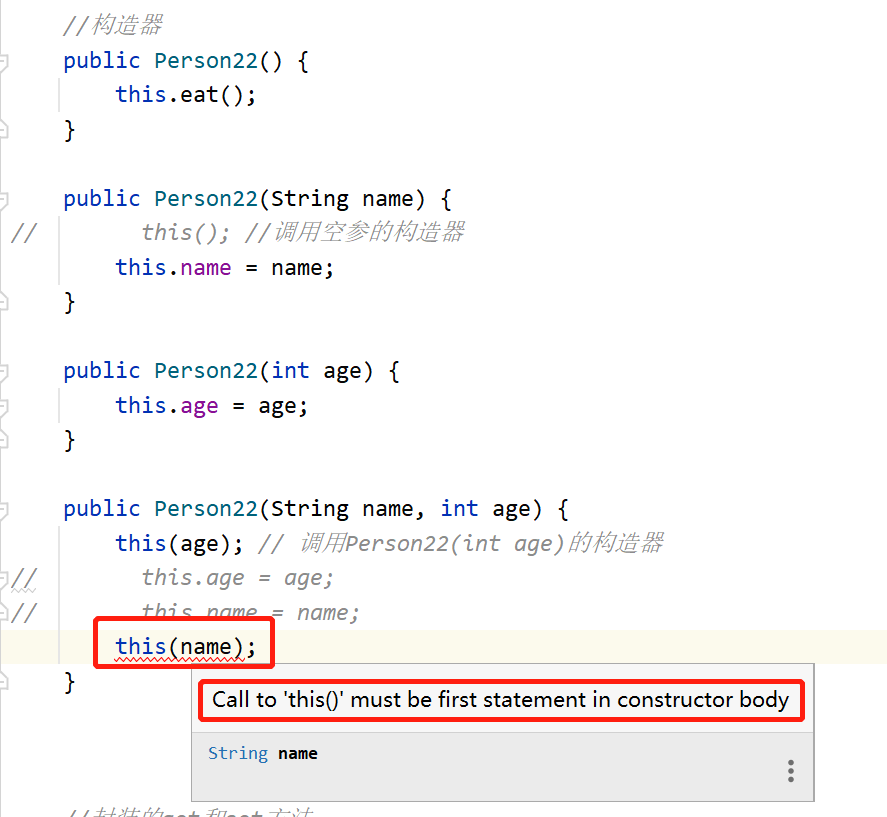 //构造器
public Person22() {
this.eat();
}
public Person22(String name) {
// this(); //调用空参的构造器
this.name = name;
}
public Person22(int age) {
this.age = age;
}
public Person22(String name, int age) {
this(age); // 调用Person22(int age)的构造器
// this.age = age;
// this.name = name;
this(name);
}
Call to 'this()' must be first statement in constructor body
String name
//封装的get和set方法